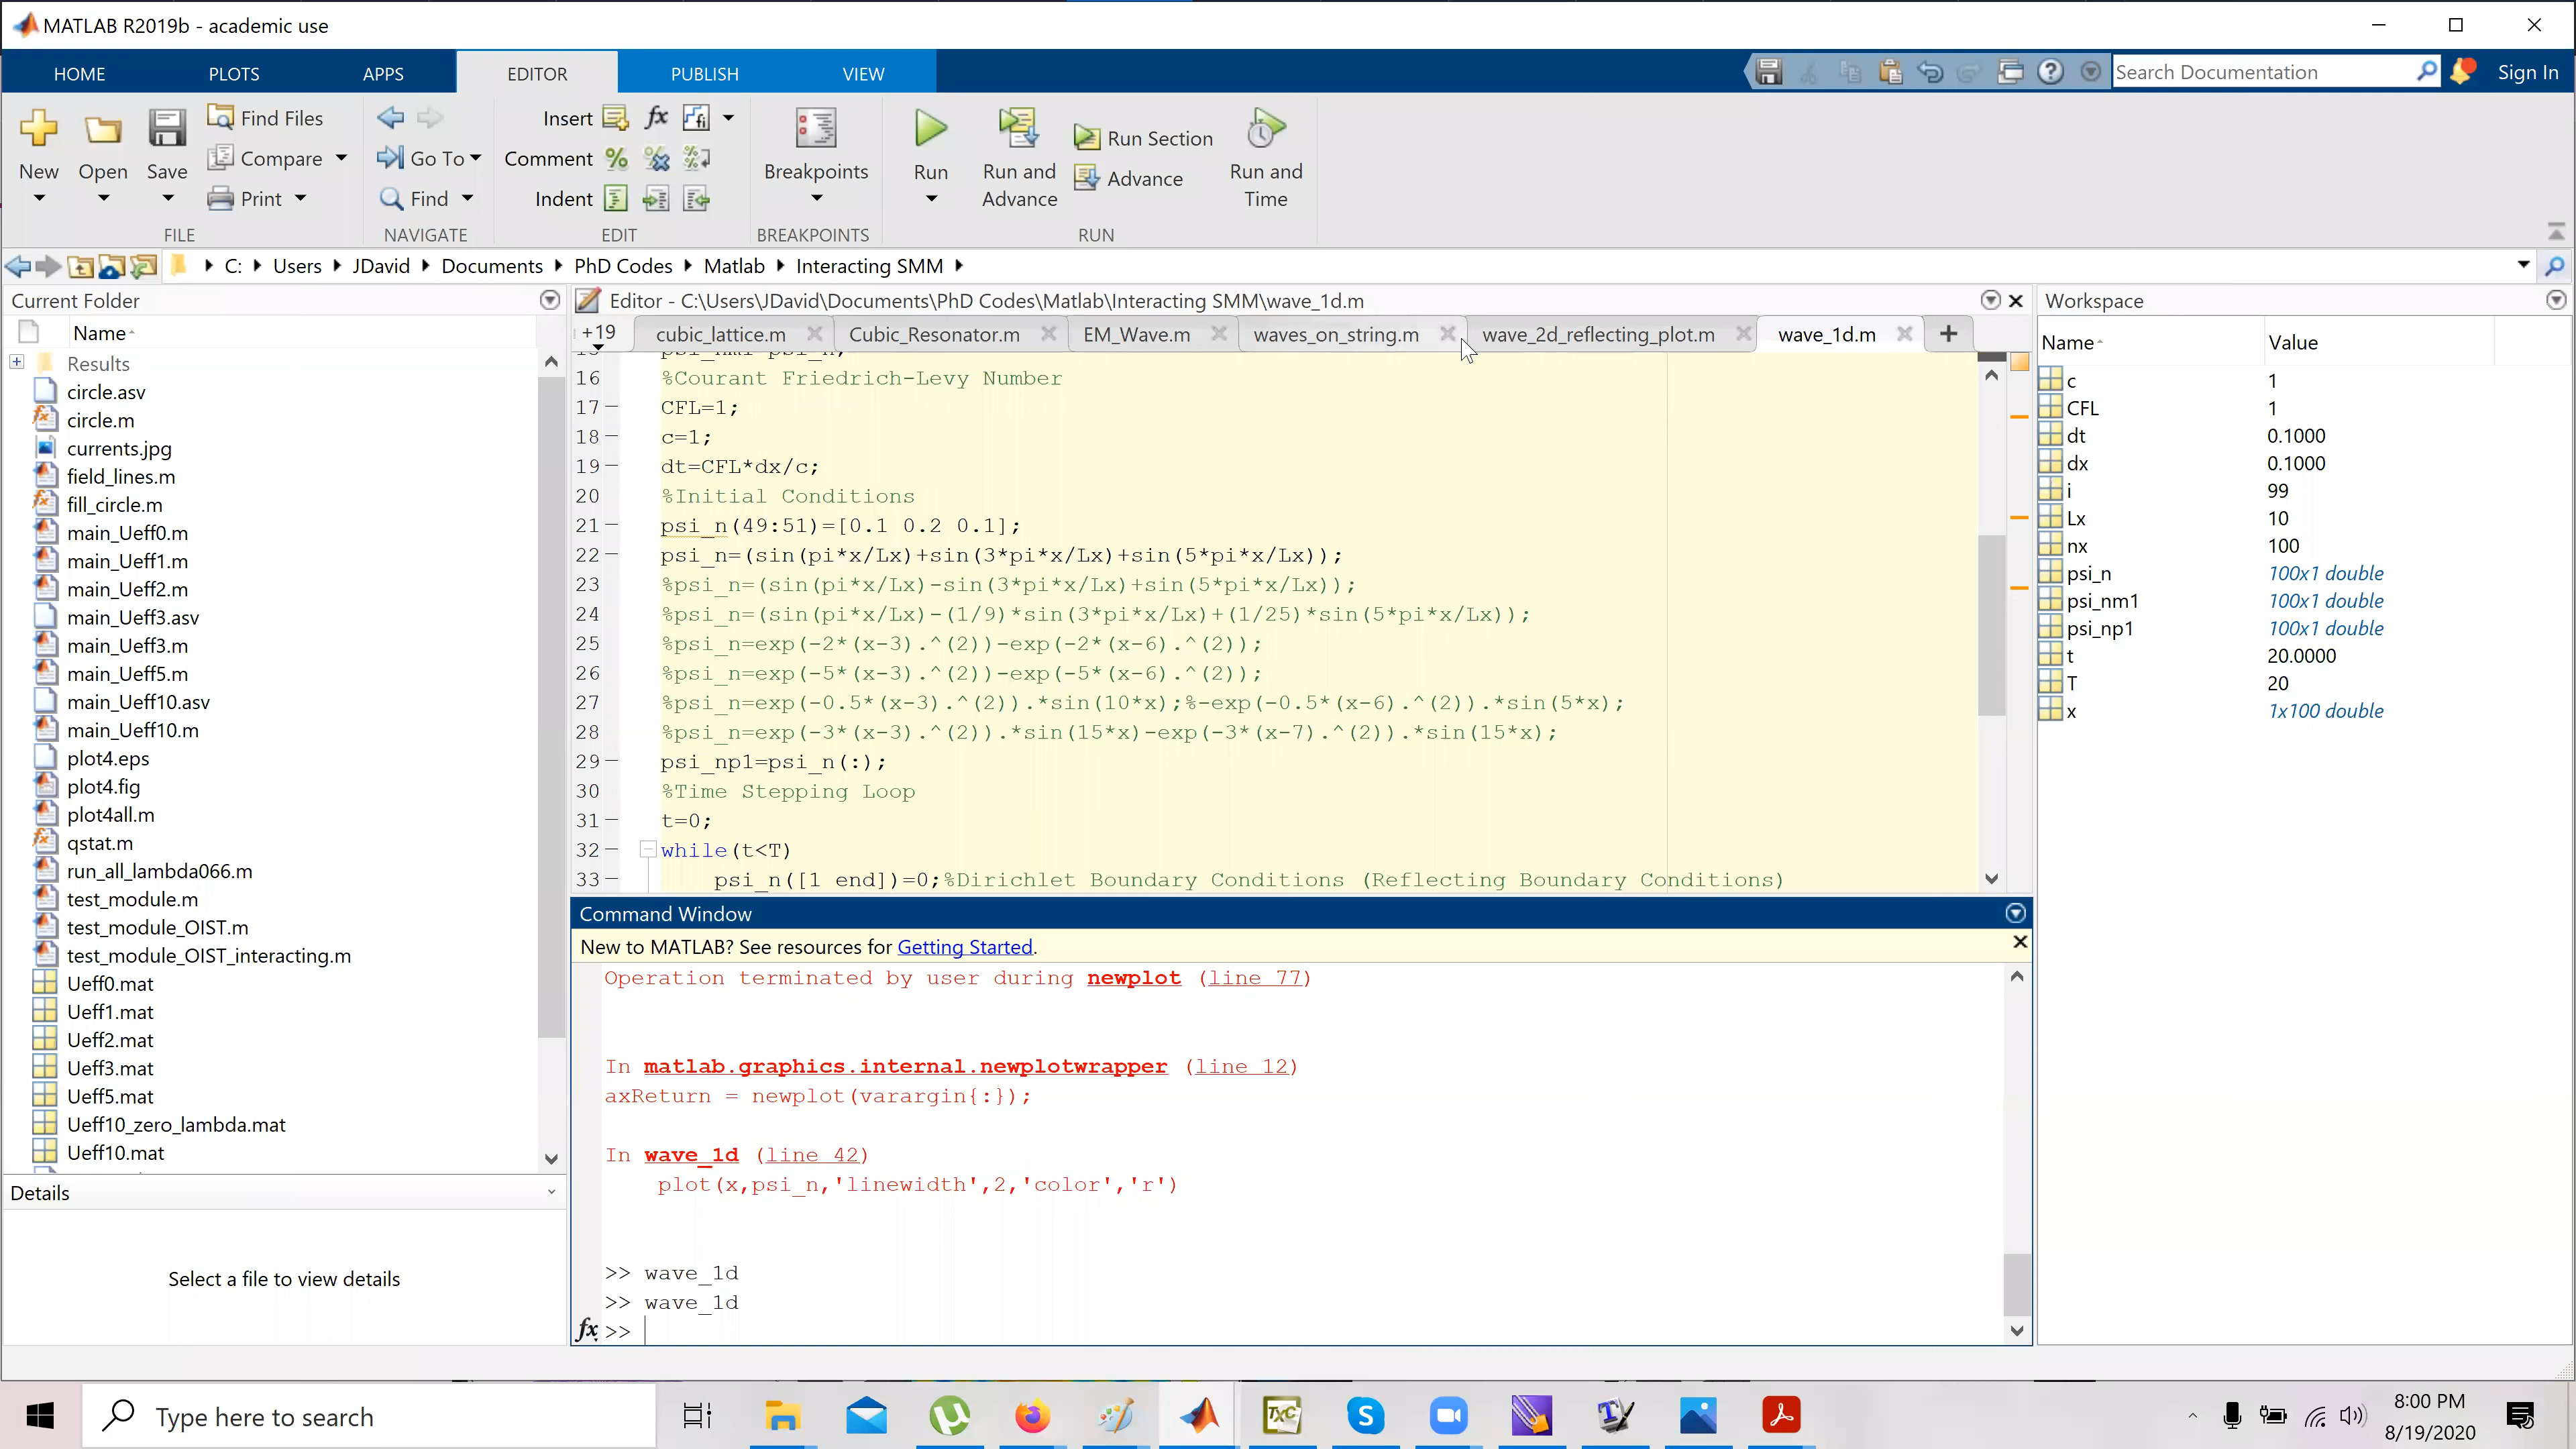 MATLAB R2019b - academic use
HOME PLOTS APPS EDITOR PUBLISH VIEW
Search Documentation Sign In
New Open Save Find Files Compare Print
Go To Find
Insert Comment Indent
fx fi
Breakpoints
Run Run and Advance Run Section Advance Run and Time
FILE NAVIGATE EDIT BREAKPOINTS RUN
C: Users JDavid Documents PhD Codes Matlab Interacting SMM
Current Folder
Name
Results
circle.asv
circle.m
currents.jpg
field_lines.m
fill_circle.m
main_Ueff0.m
main_Ueff1.m
main_Ueff2.m
main_Ueff3.asv
main_Ueff3.m
main_Ueff5.m
main_Ueff10.asv
main_Ueff10.m
plot4.eps
plot4.fig
plot4all.m
qstat.m
run_all_lambda066.m
test_module.m
test_module_OIST.m
test_module_OIST_interacting.m
Ueff0.mat
Ueff1.mat
Ueff2.mat
Ueff3.mat
Ueff5.mat
Ueff10_zero_lambda.mat
Ueff10.mat
Details
Select a file to view details
Editor - C:\Users\JDavid\Documents\PhD Codes\Matlab\Interacting SMM\wave_1d.m
+19 cubic_lattice.m Cubic_Resonator.m EM_Wave.m waves_on_string.m wave_2d_reflecting_plot.m wave_1d.m
16 %Courant Friedrich-Levy Number
17 CFL=1;
18 c=1;
19 dt=CFL*dx/c;
20 %Initial Conditions
21 psi_n(49:51)=[0.1 0.2 0.1];
22 psi_n=(sin(pi*x/Lx)+sin(3*pi*x/Lx)+sin(5*pi*x/Lx));
23 %psi_n=(sin(pi*x/Lx)-sin(3*pi*x/Lx)+sin(5*pi*x/Lx));
24 %psi_n=(sin(pi*x/Lx)-(1/9)*sin(3*pi*x/Lx)+(1/25)*sin(5*pi*x/Lx));
25 %psi_n=exp(-2*(x-3).^(2))-exp(-2*(x-6).^(2));
26 %psi_n=exp(-5*(x-3).^(2))-exp(-5*(x-6).^(2));
27 %psi_n=exp(-0.5*(x-3).^(2)).*sin(10*x);%-exp(-0.5*(x-6).^(2)).*sin(5*x);
28 %psi_n=exp(-3*(x-3).^(2)).*sin(15*x)-exp(-3*(x-7).^(2)).*sin(15*x);
29 psi_np1=psi_n(:);
30 %Time Stepping Loop
31 t=0;
32 while(t<T)
33 psi_n([1 end])=0;%Dirichlet Boundary Conditions (Reflecting Boundary Conditions)
Command Window
New to MATLAB? See resources for Getting Started.
Operation terminated by user during newplot (line 77)
In matlab.graphics.internal.newplotwrapper (line 12)
axReturn = newplot(varargin{:});
In wave_1d (line 42)
plot(x,psi_n,'linewidth',2,'color','r')
>> wave_1d
>> wave_1d
fx >>
Workspace
Name Value
c 1
CFL 1
dt 0.1000
dx 0.1000
i 99
Lx 10
nx 100
psi_n 100x1 double
psi_nm1 100x1 double
psi_np1 100x1 double
t 20.0000
T 20
x 1x100 double
Type here to search
TxC
8:00 PM
8/19/2020